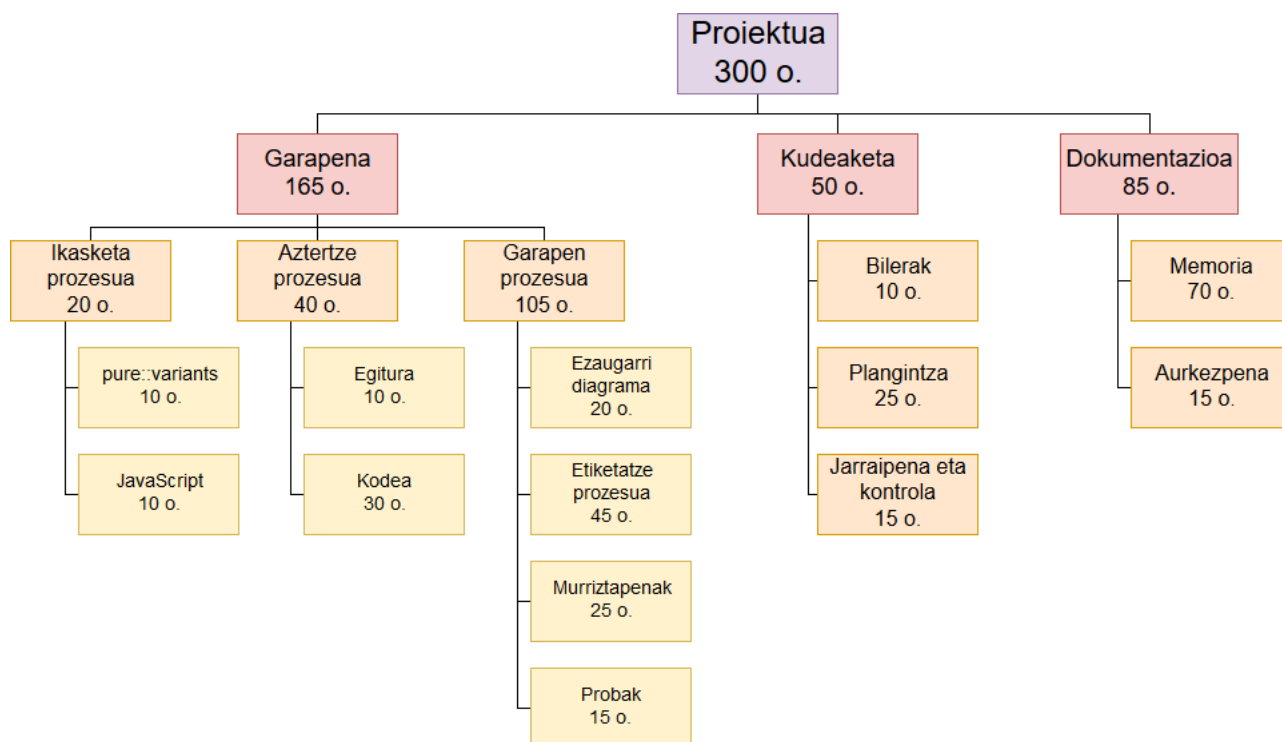 Proiektua
300 o.
Garapena
165 o.
Kudeaketa
50 o.
Dokumentazioa
85 o.
Ikasketa
prozesua
20 o.
Aztertze
prozesua
40 o.
Garapen
prozesua
105 o.
Bilerak
10 o.
Memoria
70 o.
pure::variants
10 o.
Egitura
10 o.
Ezaugarri
diagrama
20 o.
Plangintza
25 o.
Aurkezpena
15 o.
JavaScript
10 o.
Kodea
30 o.
Etiketatze
prozesua
45 o.
Jarraipena eta
kontrola
15 o.
Murriztapenak
25 o.
Probak
15 o.